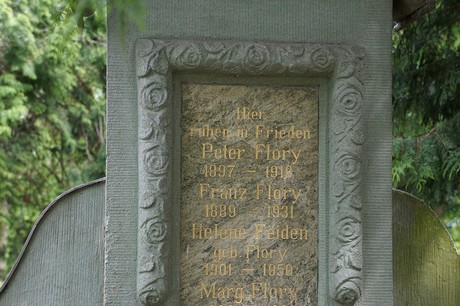 Hier
ruhen in Frieden
Peter Flory
1897 - 1918
Franz Flory
1889 - 1931
Helene Feiden
geb. Flory
1901 - 1950
Marg. Flory